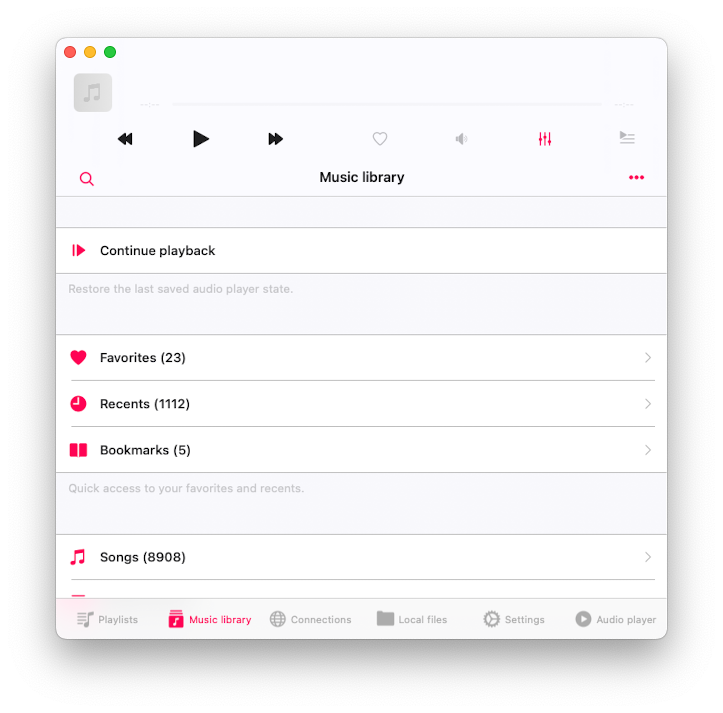 --:-- --:--
Music library
Continue playback
Restore the last saved audio player state.
Favorites (23)
Recents (1112)
Bookmarks (5)
Quick access to your favorites and recents.
Songs (8908)
Playlists Music library Connections Local files Settings Audio player